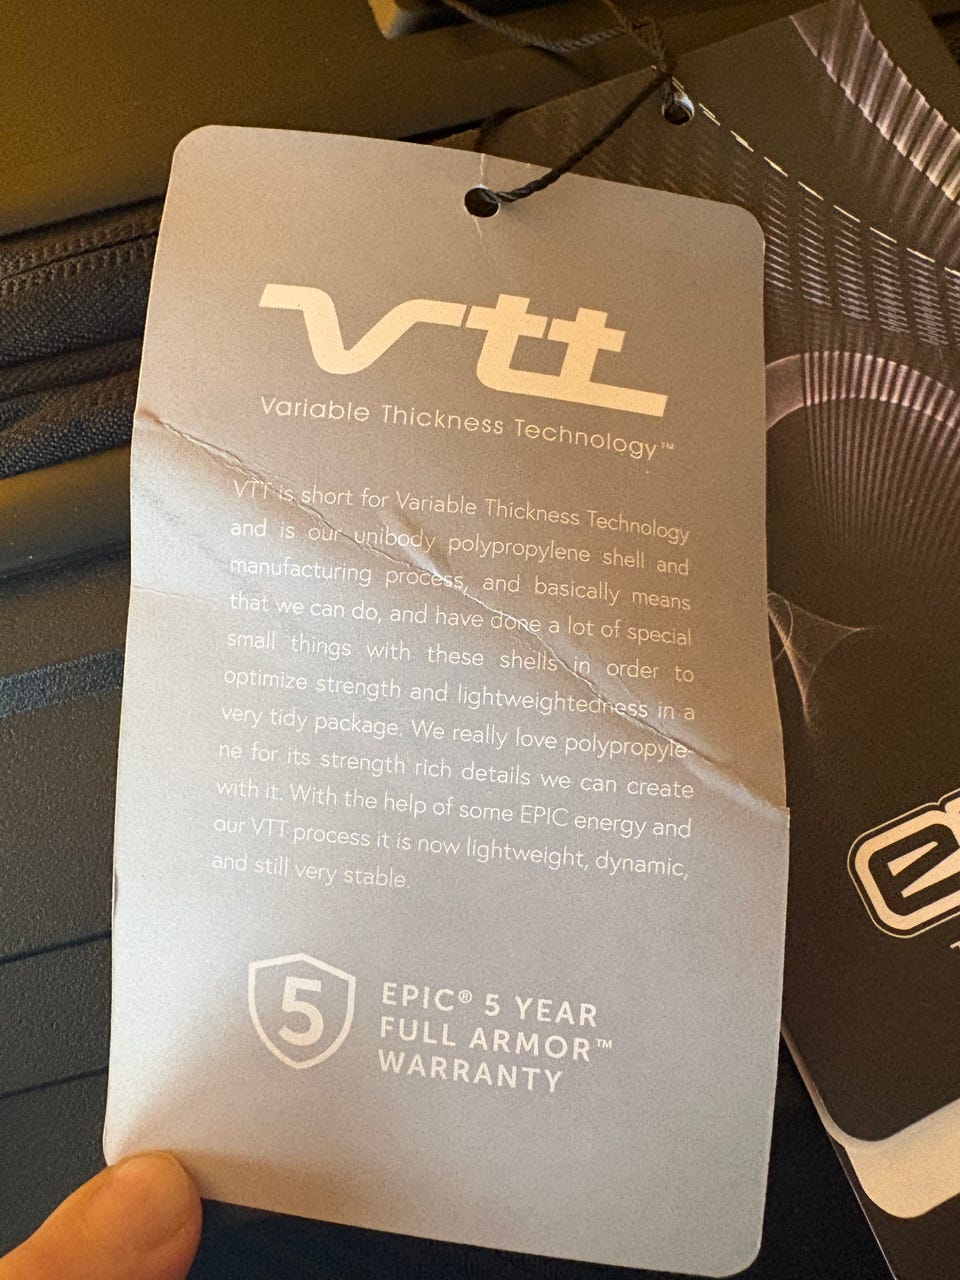 vtt
Variable Thickness Technology™
VTT is short for Variable Thickness Technology
and is our unibody polypropylene shell and
manufacturing process, and basically means
that we can do, and have done a lot of special
small things with these shells in order to
optimize strength and lightweightedness in a
very tidy package. We really love polypropyle-
ne for its strength rich details we can create
with it. With the help of some EPIC energy and
our VTT process it is now lightweight, dynamic,
and still very stable.
5
EPIC® 5 YEAR
FULL ARMOR™
WARRANTY